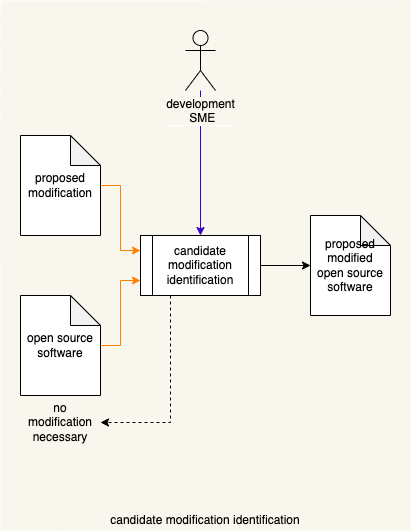 development
SME
proposed
modification
candidate
modification
identification
proposed
modified
open source
software
open source
software
no
modification
necessary
candidate modification identification